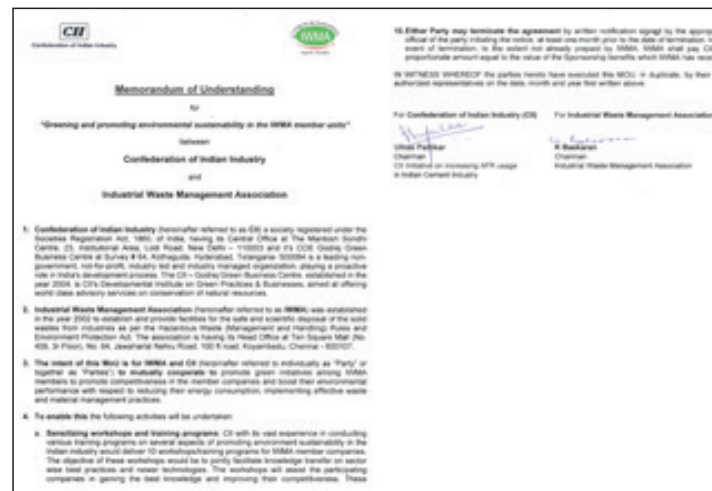 CII
Confederation of Indian Industry
IWMA
Memorandum of Understanding
for
"Greening and promoting environmental sustainability in the IWMA member units"
between
Confederation of Indian Industry
and
Industrial Waste Management Association
1. Confederation of Indian Industry (hereinafter referred to as CII) a society registered under the
Societies Registration Act, 1860, of India, having its Central Office at The Mantosh Sondhi
Centre, 23, Institutional Area, Lodi Road, New Delhi – 110003 and it's COE Godrej Green
Business Centre at Survey # 64, Kothaguda, Hyderabad, Telangana- 500084 is a leading non-
government, not-for-profit, industry led and industry managed organization, playing a proactive
role in India's development process. The CII – Godrej Green Business Centre, established in the
year 2004, is CII's Developmental Institute on Green Practices & Businesses, aimed at offering
world class advisory services on conservation of natural resources.
2. Industrial Waste Management Association (hereinafter referred to as IWMA) was established
in the year 2002 to establish and provide facilities for the safe and scientific disposal of the solid
wastes from industries as per the Hazardous Waste (Management and Handling) Rules and
Environment Protection Act. The association is having its Head Office at Ten Square Mall (No.
409, 3rd Floor), No. 64, Jawaharlal Nehru Road, 100 ft road, Koyambedu, Chennai - 600107.
3. The intent of this MoU is for IWMA and CII (hereinafter referred to individually as "Party" or
together as "Parties") to mutually cooperate to promote green initiatives among IWMA
members to promote competitiveness in the member companies and boost their environmental
performance with respect to reducing their energy consumption, implementing effective waste
and material management practices.
4. To enable this the following activities will be undertaken:
a. Sensitizing workshops and training programs: CII with its vast experience in conducting
various training programs on several aspects of promoting environment sustainability in the
Indian industry would deliver 10 workshops/training programs for IWMA member companies.
The objective of these workshops would be to jointly facilitate knowledge transfer on sector
wise best practices and newer technologies. The workshops will assist the participating
companies in gaining the best knowledge and improving their competitiveness. These
10. Either Party may terminate the agreement by written notification signed by the approp
official of the party initiating the notice, at least one month prior to the date of termination. In
event of termination, to the extent not already prepaid by IWMA, IWMA shall pay CII
proportionate amount equal to the value of the Sponsorship benefits which IWMA has rece
IN WITNESS WHEREOF the parties hereto have executed this MOU, in duplicate, by their
authorized representatives on the date, month and year first written above.
For Confederation of Indian Industry (CII) For Industrial Waste Management Association
Ulhas Parlikar K Baskaran
Chairman Chairman
CII Initiative on increasing AFR usage Industrial Waste Management Association
in Indian Cement Industry